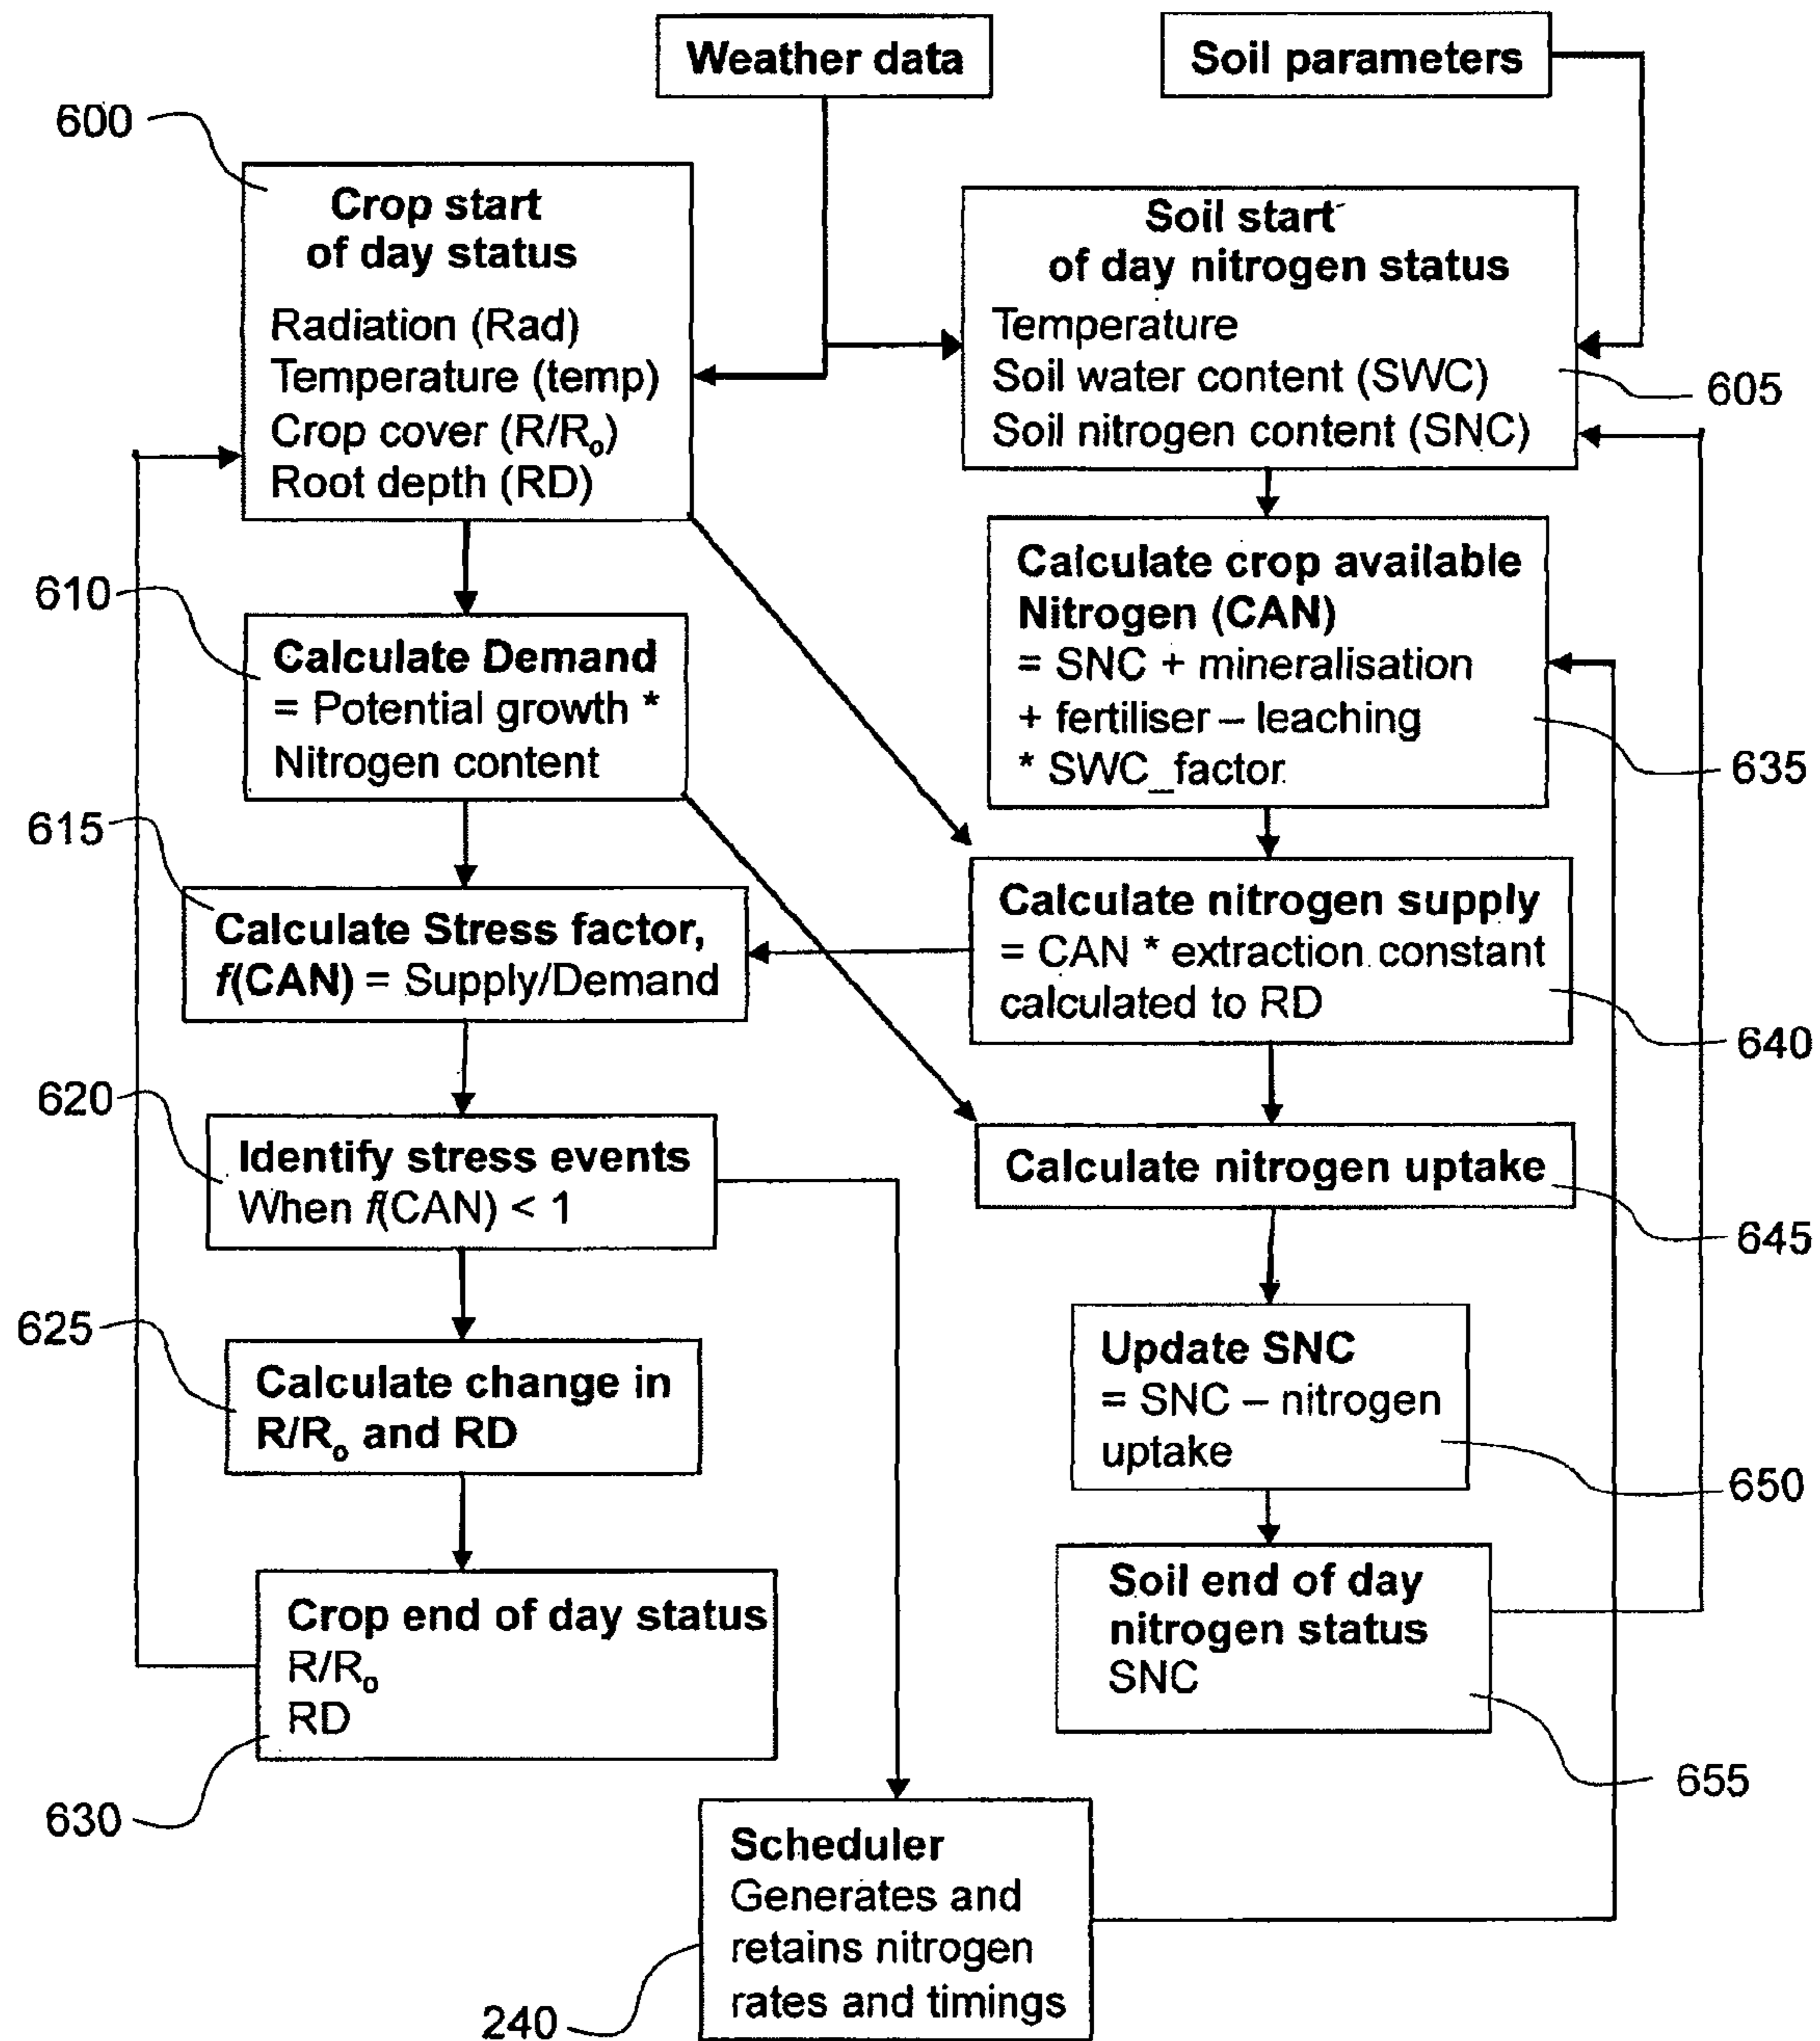 Weather data
Soil parameters
600
Crop start
of day status
Radiation (Rad)
Temperature (temp)
Crop cover (R/Ro)
Root depth (RD)
Soil start
of day nitrogen status
Temperature
Soil water content (SWC)
Soil nitrogen content (SNC)
605
610
Calculate Demand
= Potential growth *
Nitrogen content
Calculate crop available
Nitrogen (CAN)
= SNC + mineralisation
+ fertiliser – leaching
* SWC_factor
635
615
Calculate Stress factor,
f(CAN) = Supply/Demand
Calculate nitrogen supply
= CAN * extraction constant
calculated to RD
640
620
Identify stress events
When f(CAN) < 1
Calculate nitrogen uptake
645
625
Calculate change in
R/Ro and RD
Update SNC
= SNC – nitrogen
uptake
650
Crop end of day status
R/Ro
RD
630
Soil end of day
nitrogen status
SNC
655
Scheduler
Generates and
retains nitrogen
rates and timings
240